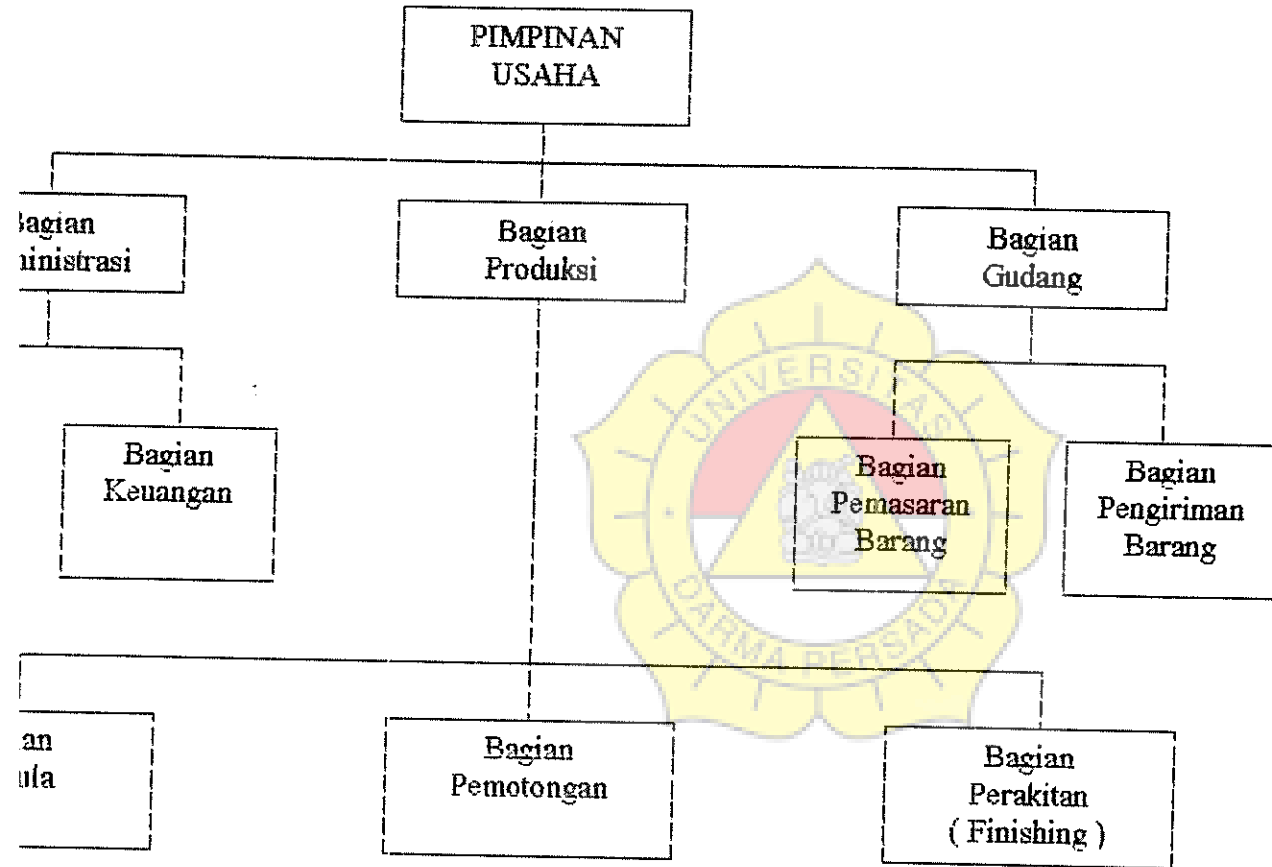 PIMPINAN
USAHA
Bagian
Produksi
Bagian
Gudang
Bagian
Keuangan
Bagian
Pemasaran
Barang
Bagian
Pengiriman
Barang
UNIVERSITAS
DARMA PERSADA
Bagian
Pemotongan
Bagian
Perakitan
( Finishing )